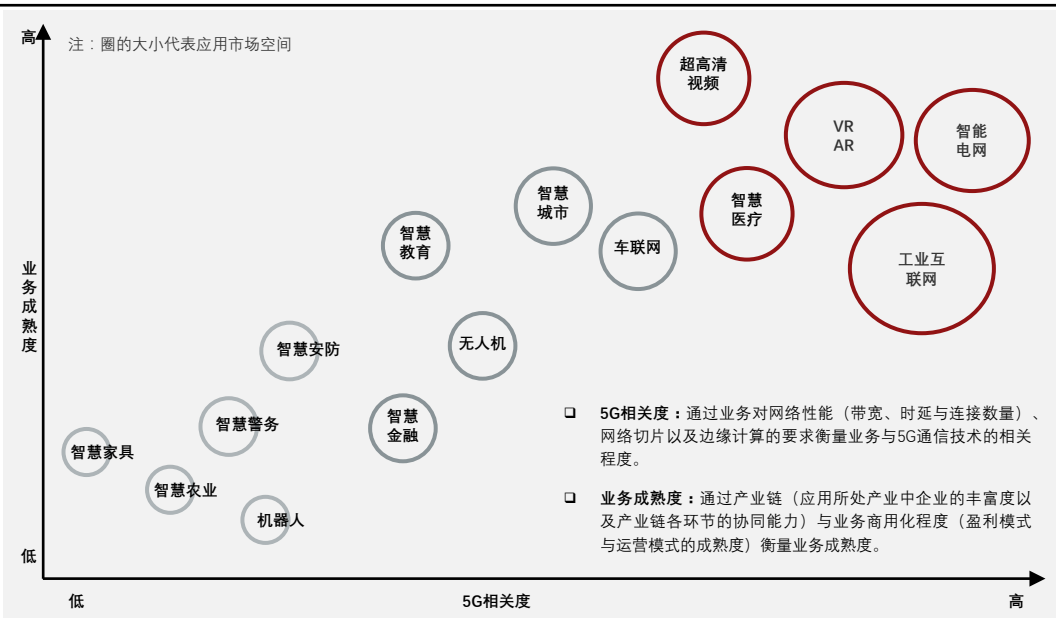 高
注：圈的大小代表应用市场空间
超高清
视频
VR
AR
智能
电网
智慧
城市
智慧
医疗
智慧
教育
车联网
工业互
联网
业务成熟度
智慧安防
无人机
智慧
金融
智慧警务
智慧家具
智慧农业
机器人
5G相关度：通过业务对网络性能（带宽、时延与连接数量）、
网络切片以及边缘计算的要求衡量业务与5G通信技术的相关
程度。
业务成熟度：通过产业链（应用所处产业中企业的丰富度以
及产业链各环节的协同能力）与业务商用化程度（盈利模式
与运营模式的成熟度）衡量业务成熟度。
低
低
5G相关度
高